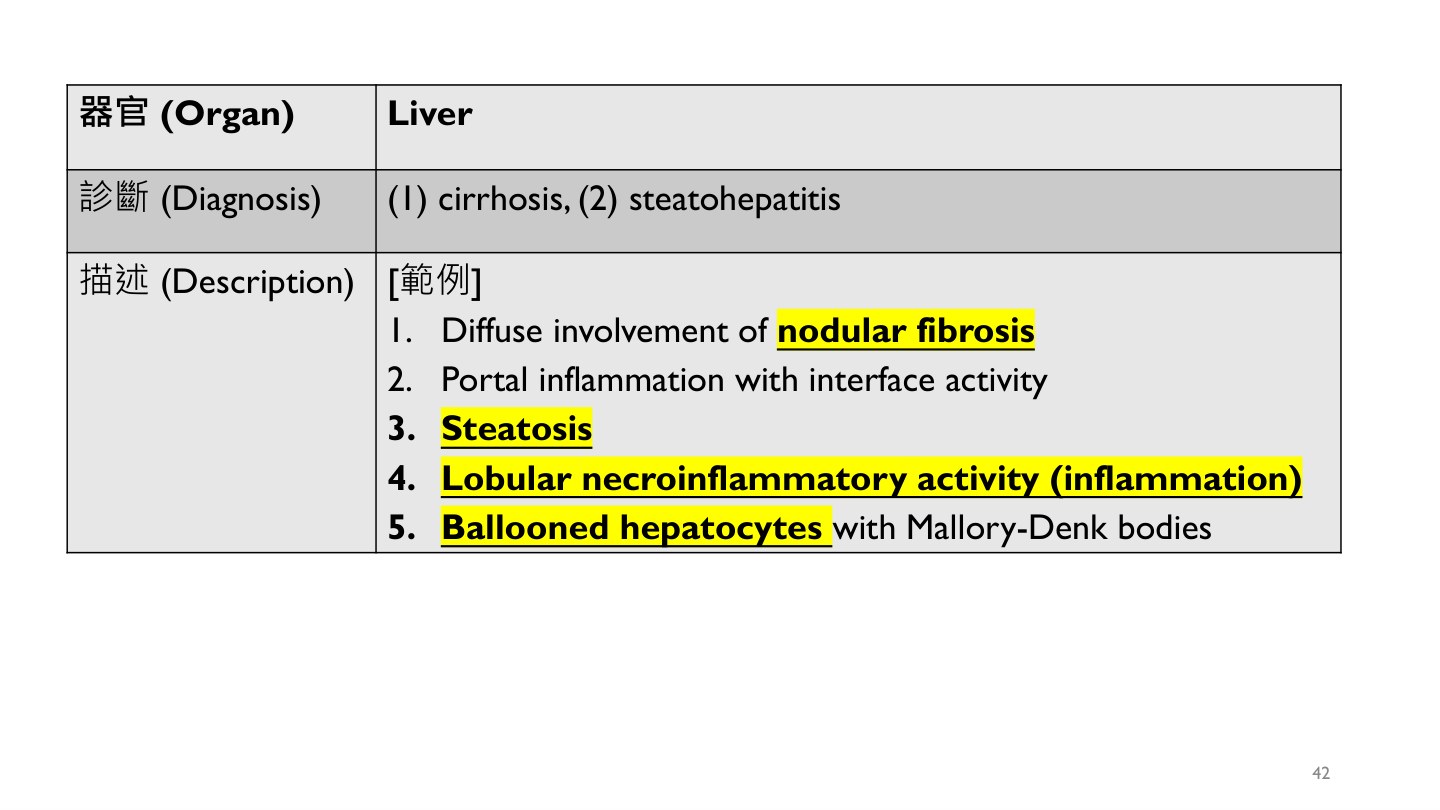 器官 (Organ) Liver
診斷 (Diagnosis) (1) cirrhosis, (2) steatohepatitis
描述 (Description) [範例]
1. Diffuse involvement of nodular fibrosis
2. Portal inflammation with interface activity
3. Steatosis
4. Lobular necroinflammatory activity (inflammation)
5. Ballooned hepatocytes with Mallory-Denk bodies
42